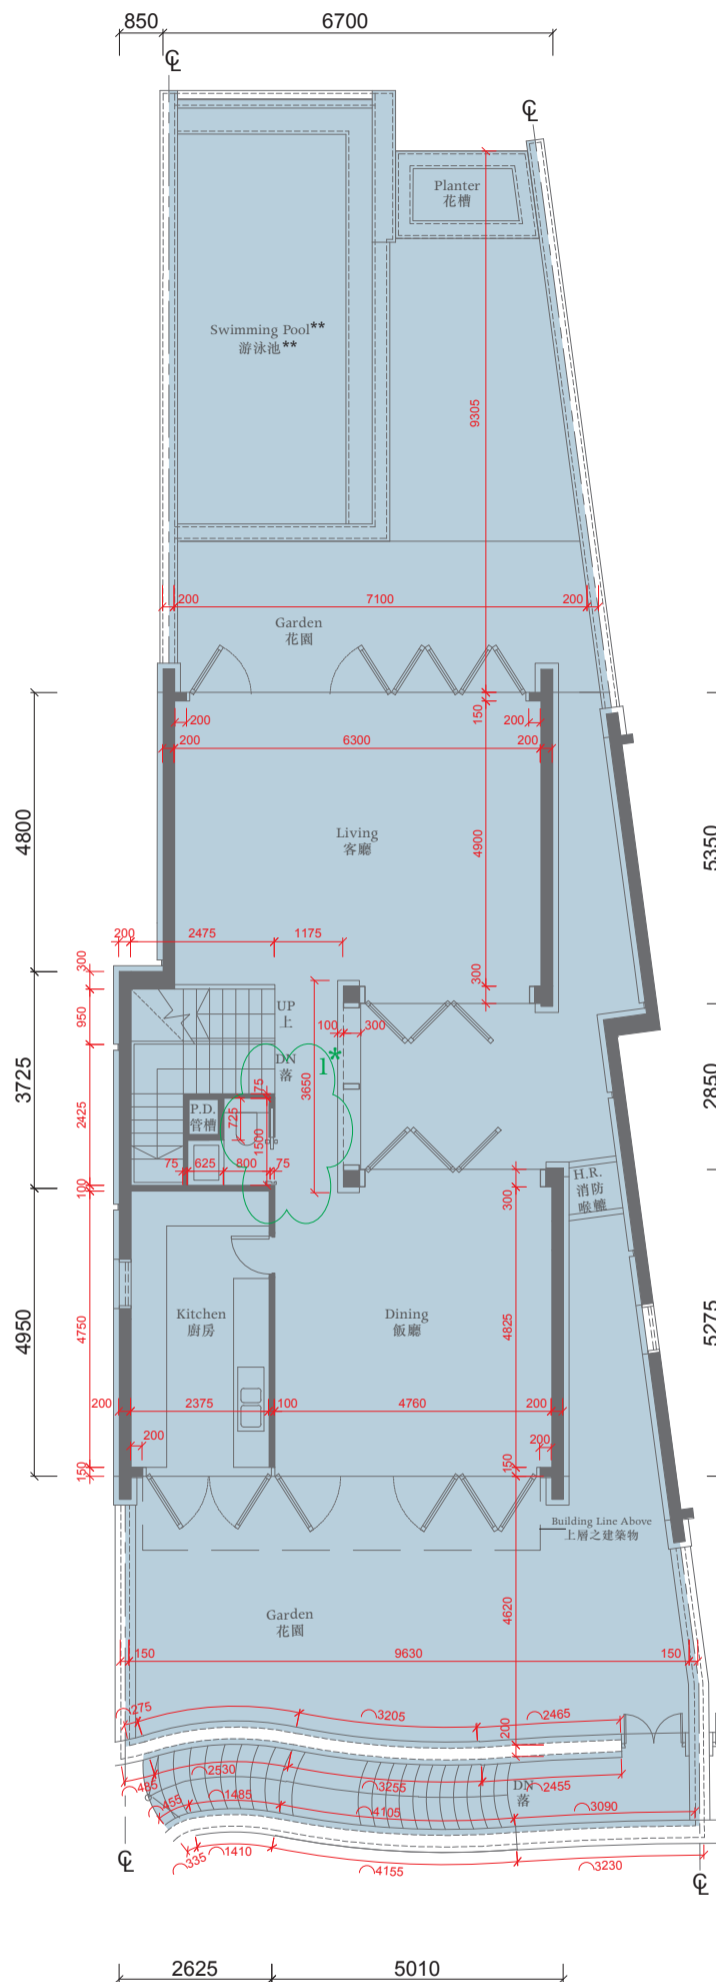 850 6700
℄
℄
Planter
花槽
Swimming Pool**
游泳池**
9305
200 7100 200
Garden
花園
150
200 200
200 6300 200
Living
客廳
4800
4900
5350
200 2475 1175
300
300
950
UP
上
100 300
1*
DN
落
3725
2425
3650
2850
75
P.D.
管槽
725
1500
75 625 800 75
100
H.R.
消防
喉轆
300
Kitchen
廚房
Dining
飯廳
4950
4750
4825
5275
200 2375 100 4760 200
200 200
150
150
Building Line Above
上層之建築物
4620
Garden
花園
150 9630 150
275 3205 2465
200
2530 3255 2455
DN
落
485
455 1485 4105 3090
335 1410 4155 3230
℄
℄
2625 5010